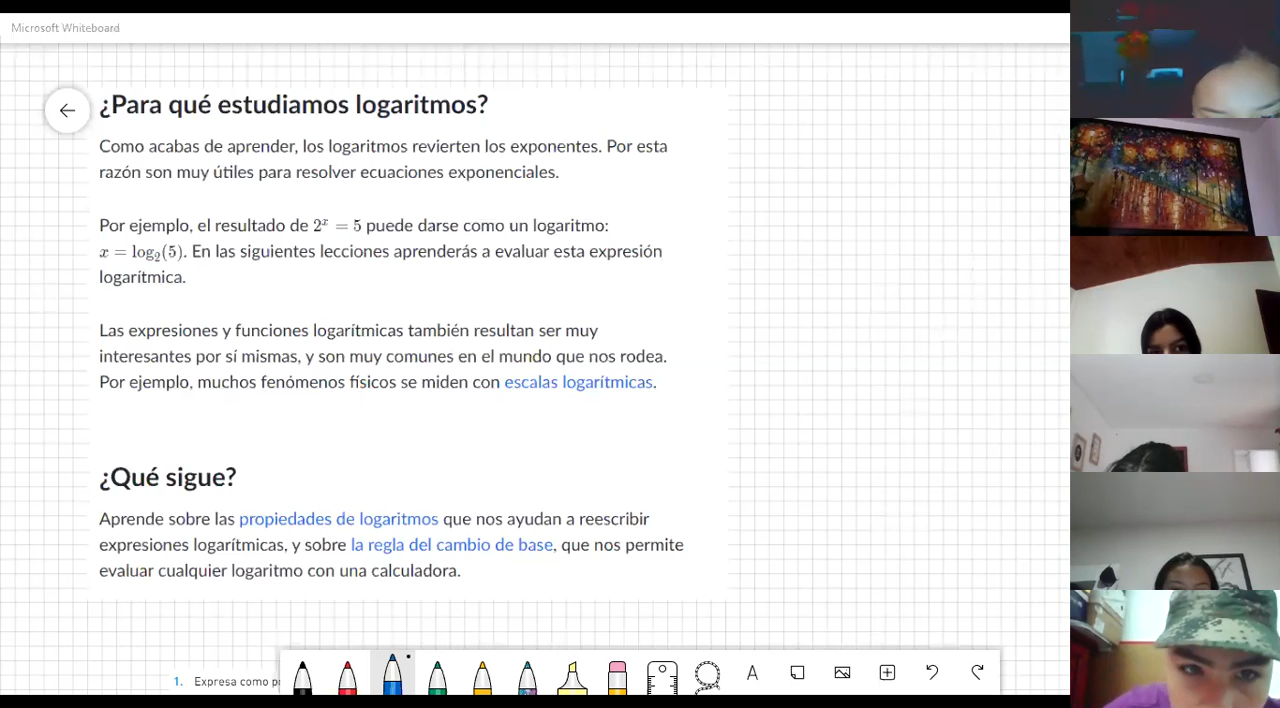 Microsoft Whiteboard
¿Para qué estudiamos logaritmos?
Como acabas de aprender, los logaritmos revierten los exponentes. Por esta
razón son muy útiles para resolver ecuaciones exponenciales.
Por ejemplo, el resultado de 2ˣ = 5 puede darse como un logaritmo:
x = log₂(5). En las siguientes lecciones aprenderás a evaluar esta expresión
logarítmica.
Las expresiones y funciones logarítmicas también resultan ser muy
interesantes por sí mismas, y son muy comunes en el mundo que nos rodea.
Por ejemplo, muchos fenómenos físicos se miden con escalas logarítmicas.
¿Qué sigue?
Aprende sobre las propiedades de logaritmos que nos ayudan a reescribir
expresiones logarítmicas, y sobre la regla del cambio de base, que nos permite
evaluar cualquier logaritmo con una calculadora.
1. Expresa como
A